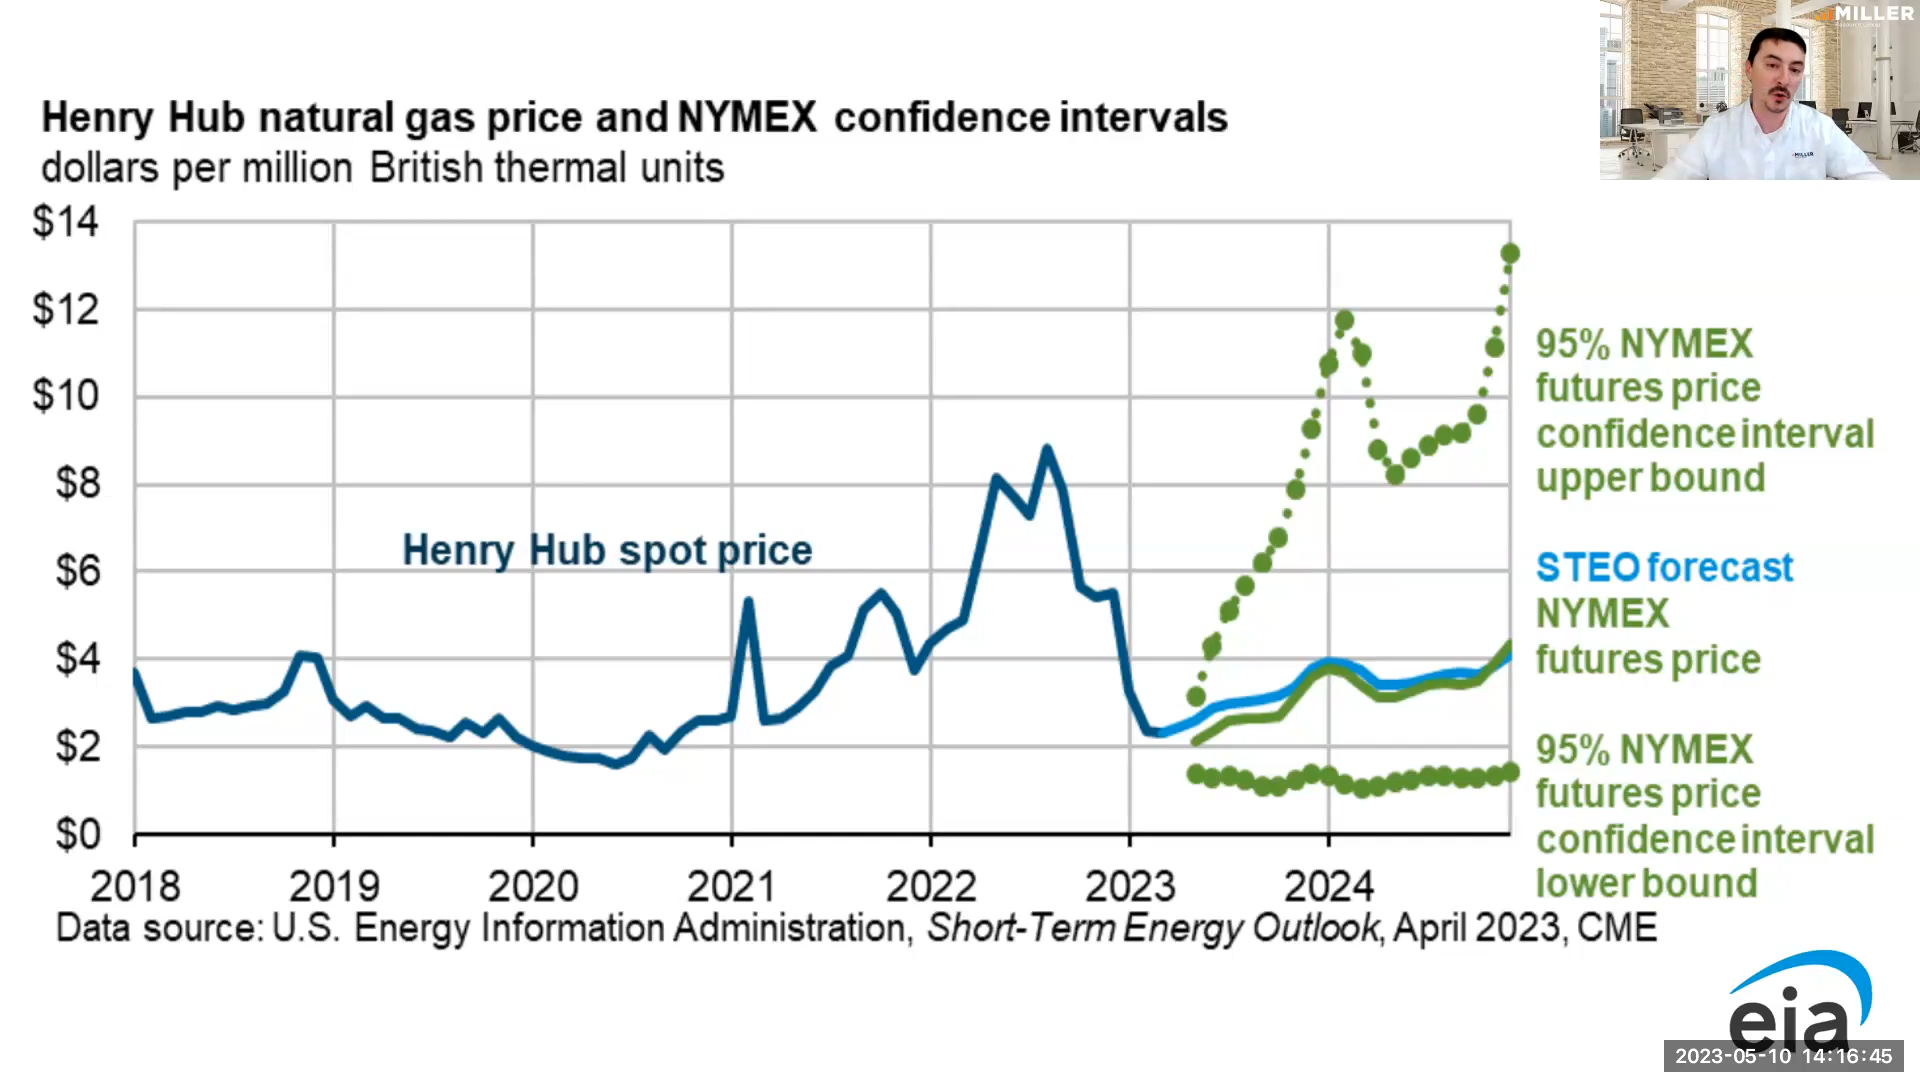 MILLER
Henry Hub natural gas price and NYMEX confidence intervals
dollars per million British thermal units
$14
$12
$10
$8
$6
$4
$2
$0
Henry Hub spot price
95% NYMEX
futures price
confidence interval
upper bound
STEO forecast
NYMEX
futures price
95% NYMEX
futures price
confidence interval
lower bound
2018 2019 2020 2021 2022 2023 2024
Data source: U.S. Energy Information Administration, Short-Term Energy Outlook, April 2023, CME
eia
2023-05-10 14:16:45
MILLER